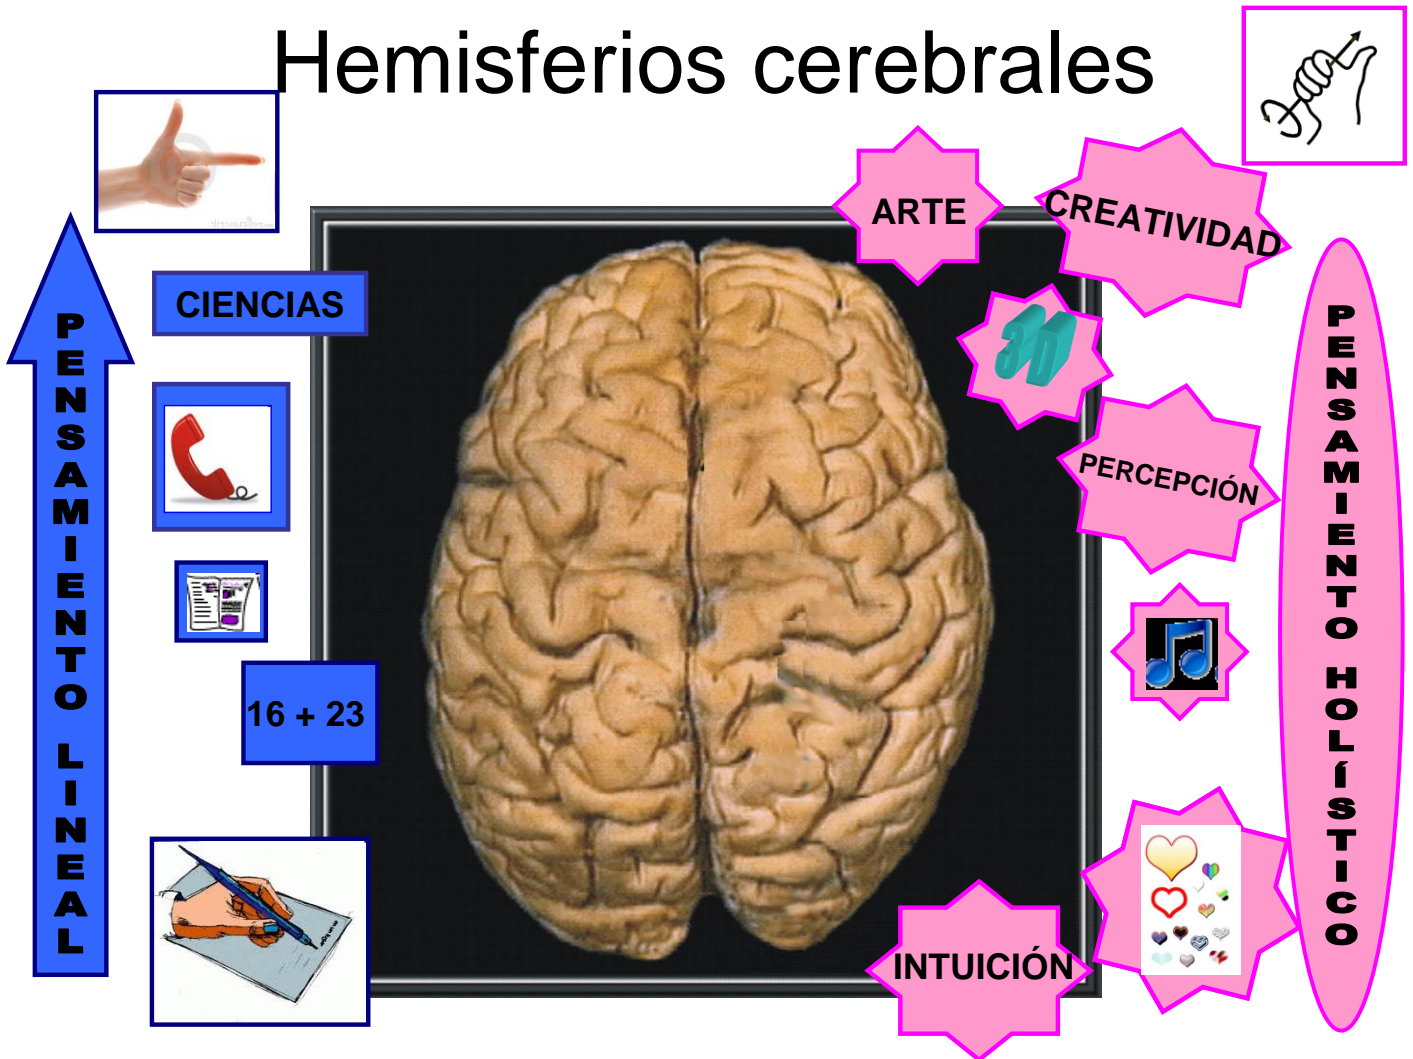 Hemisferios cerebrales
PENSAMIENTO LINEAL
CIENCIAS
16 + 23
ARTE
CREATIVIDAD
3D
PERCEPCIÓN
INTUICIÓN
PENSAMIENTO HOLÍSTICO